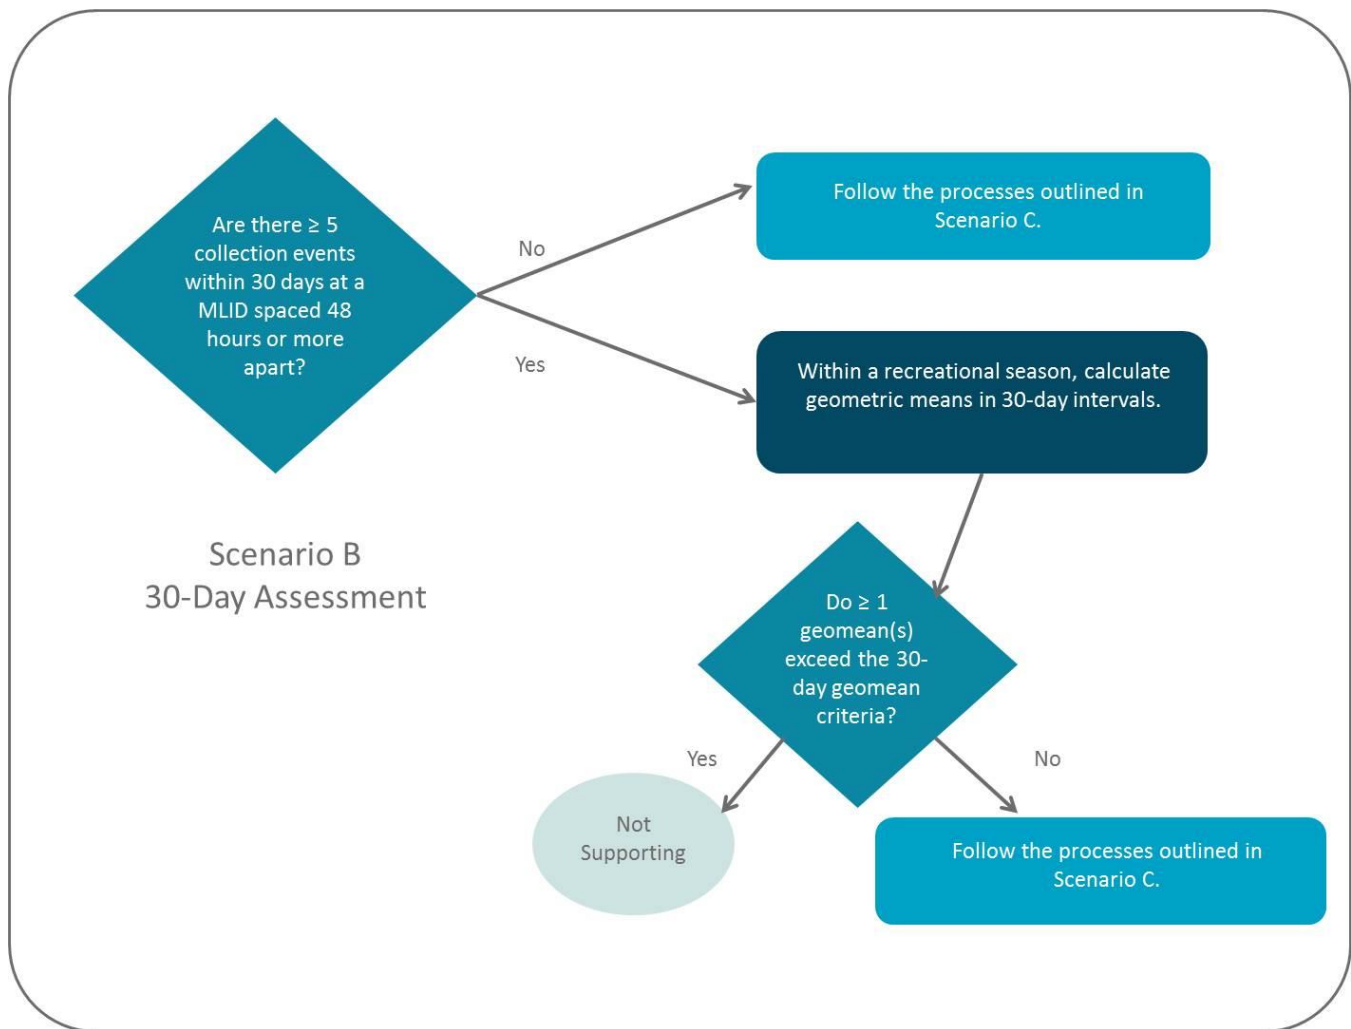 Are there ≥ 5
collection events
within 30 days at a
MLID spaced 48
hours or more
apart?
No
Follow the processes outlined in
Scenario C.
Yes
Within a recreational season, calculate
geometric means in 30-day intervals.
Scenario B
30-Day Assessment
Do ≥ 1
geomean(s)
exceed the 30-
day geomean
criteria?
Yes
Not
Supporting
No
Follow the processes outlined in
Scenario C.